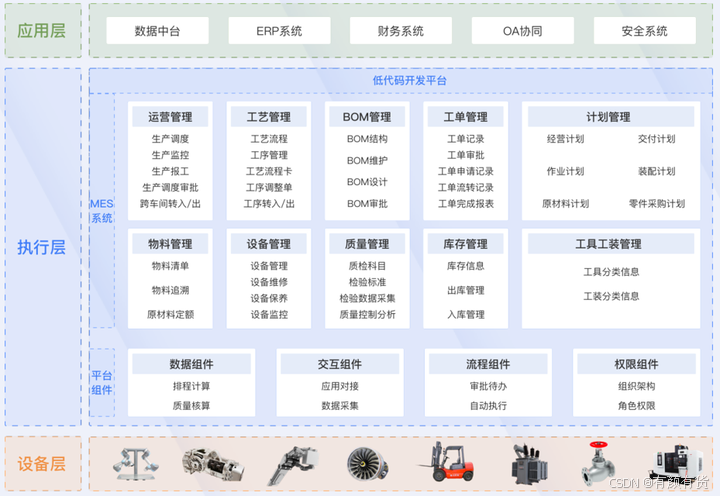 应用层
数据中台
ERP系统
财务系统
OA协同
安全系统
执行层
低代码开发平台
MES
系统
运营管理
生产调度
生产监控
生产报工
生产调度审批
跨车间转入/出
工艺管理
工艺流程
工序管理
工艺流程卡
工序调整单
工序转入/出
BOM管理
BOM结构
BOM维护
BOM设计
BOM审批
工单管理
工单记录
工单审批
工单申请记录
工单流转记录
工单完成报表
计划管理
经营计划
交付计划
作业计划
装配计划
原材料计划
零件采购计划
物料管理
物料清单
物料追溯
原材料定额
设备管理
设备管理
设备维修
设备保养
设备监控
质量管理
质检科目
检验标准
检验数据采集
质量控制分析
库存管理
库存信息
出库管理
入库管理
工具工装管理
工具分类信息
工装分类信息
平台
组件
数据组件
排程计算
质量核算
交互组件
应用对接
数据采集
流程组件
审批待办
自动执行
权限组件
组织架构
角色权限
设备层
CSDN @有颜有货